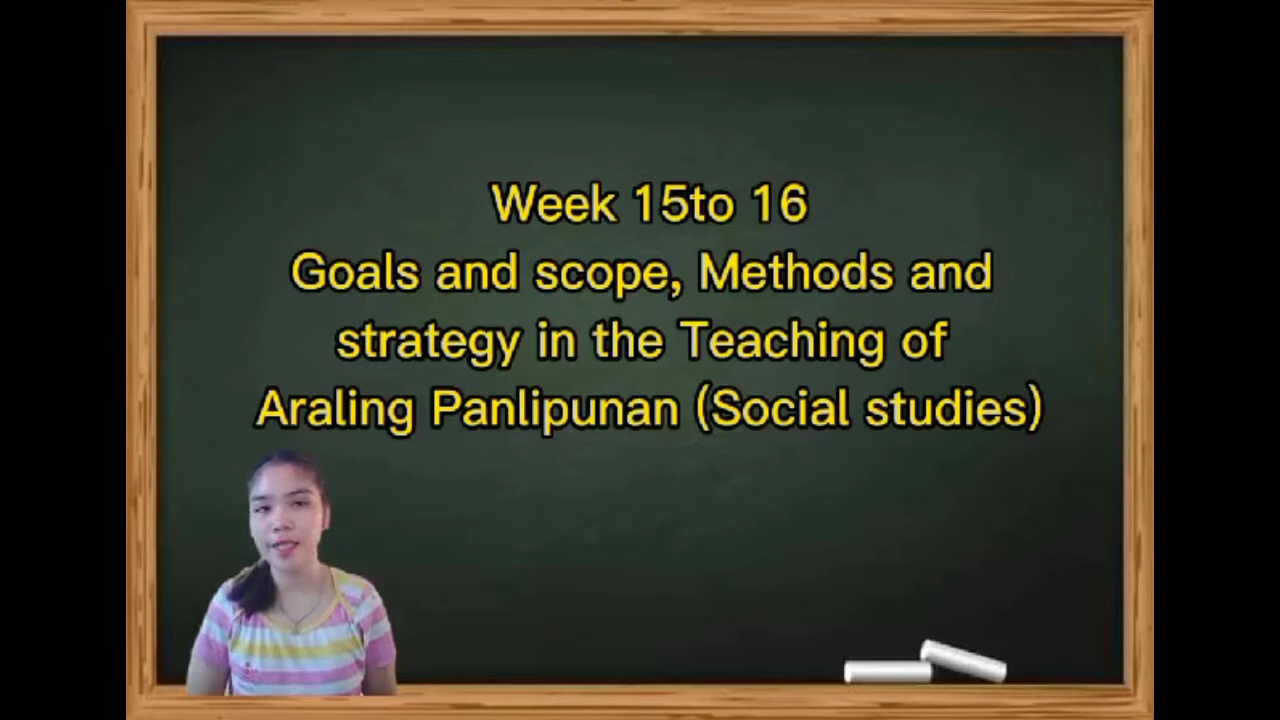 Week 15to 16
Goals and scope, Methods and
strategy in the Teaching of
Araling Panlipunan (Social studies)